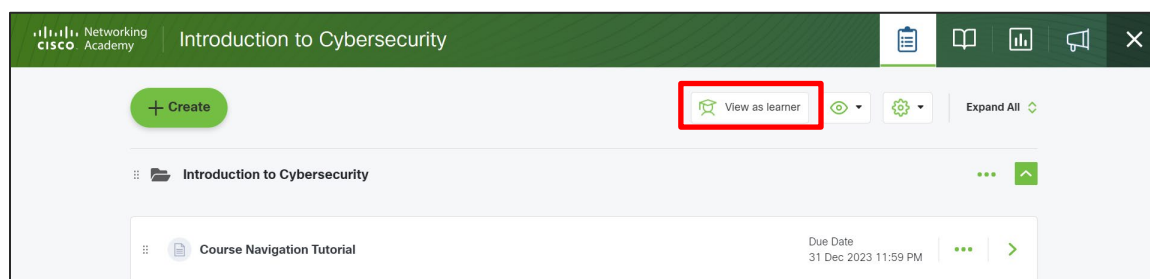 Networking
CISCO Academy
Introduction to Cybersecurity
+ Create
View as learner
Expand All
Introduction to Cybersecurity
Course Navigation Tutorial
Due Date
31 Dec 2023 11:59 PM